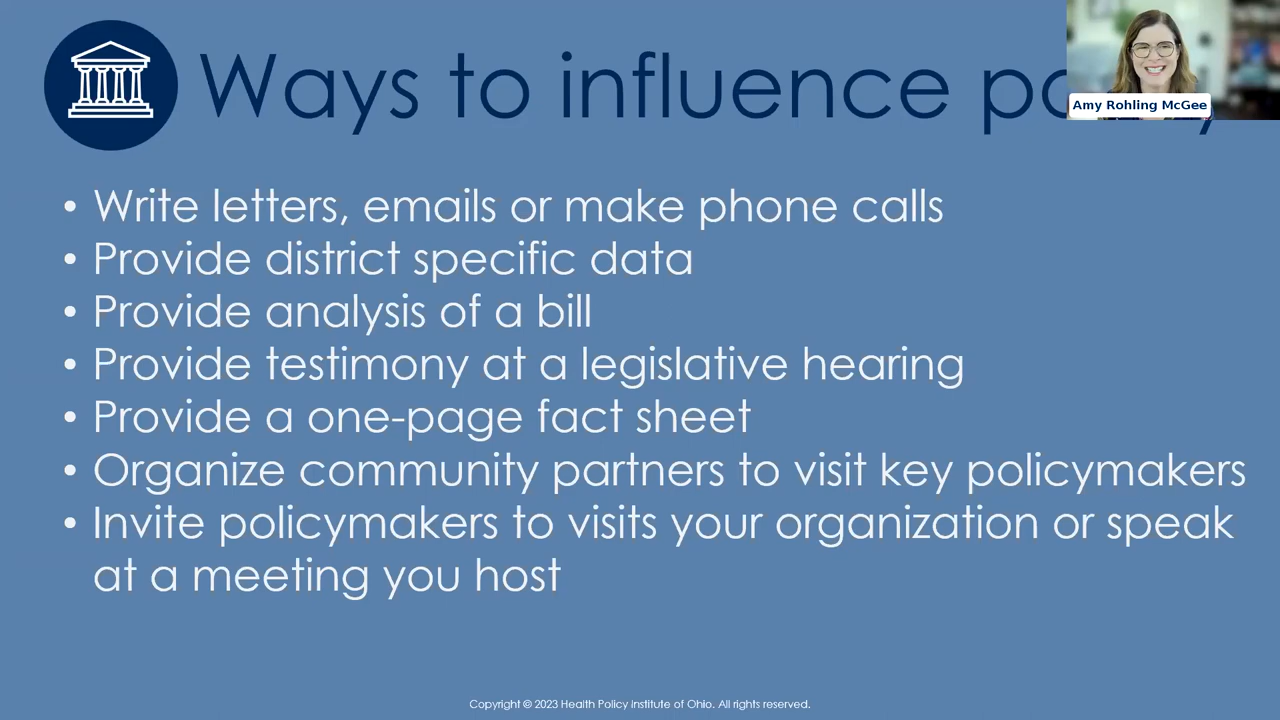 Ways to influence
Amy Rohling McGee
• Write letters, emails or make phone calls
• Provide district specific data
• Provide analysis of a bill
• Provide testimony at a legislative hearing
• Provide a one-page fact sheet
• Organize community partners to visit key policymakers
• Invite policymakers to visits your organization or speak
at a meeting you host
Copyright © 2023 Health Policy Institute of Ohio. All rights reserved.